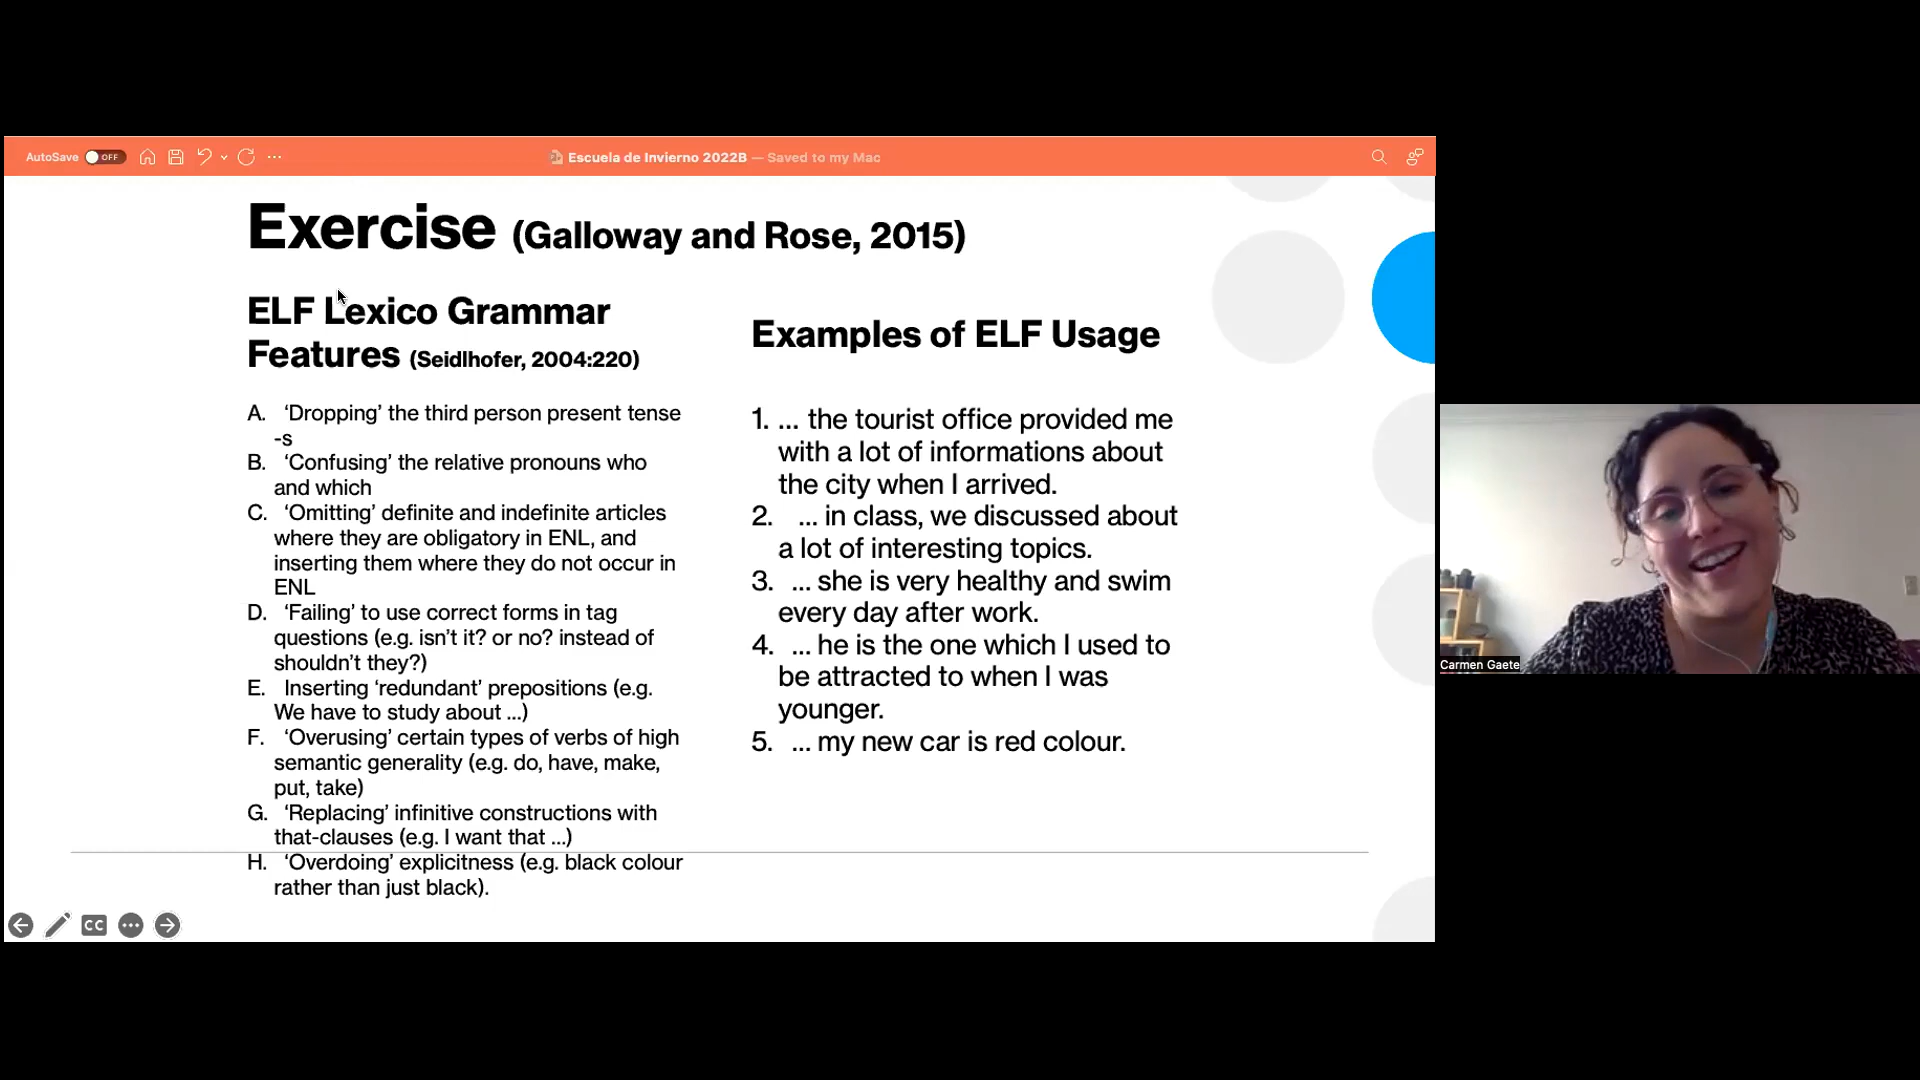 AutoSave OFF
Escuela de Invierno 2022B — Saved to my Mac
Exercise (Galloway and Rose, 2015)
ELF Lexico Grammar
Features (Seidlhofer, 2004:220)
A. ‘Dropping’ the third person present tense
-s
B. ‘Confusing’ the relative pronouns who
and which
C. ‘Omitting’ definite and indefinite articles
where they are obligatory in ENL, and
inserting them where they do not occur in
ENL
D. ‘Failing’ to use correct forms in tag
questions (e.g. isn’t it? or no? instead of
shouldn’t they?)
E. Inserting ‘redundant’ prepositions (e.g.
We have to study about ...)
F. ‘Overusing’ certain types of verbs of high
semantic generality (e.g. do, have, make,
put, take)
G. ‘Replacing’ infinitive constructions with
that-clauses (e.g. I want that ...)
H. ‘Overdoing’ explicitness (e.g. black colour
rather than just black).
Examples of ELF Usage
1. ... the tourist office provided me
with a lot of informations about
the city when I arrived.
2. ... in class, we discussed about
a lot of interesting topics.
3. ... she is very healthy and swim
every day after work.
4. ... he is the one which I used to
be attracted to when I was
younger.
5. ... my new car is red colour.
CC
Carmen Gaete